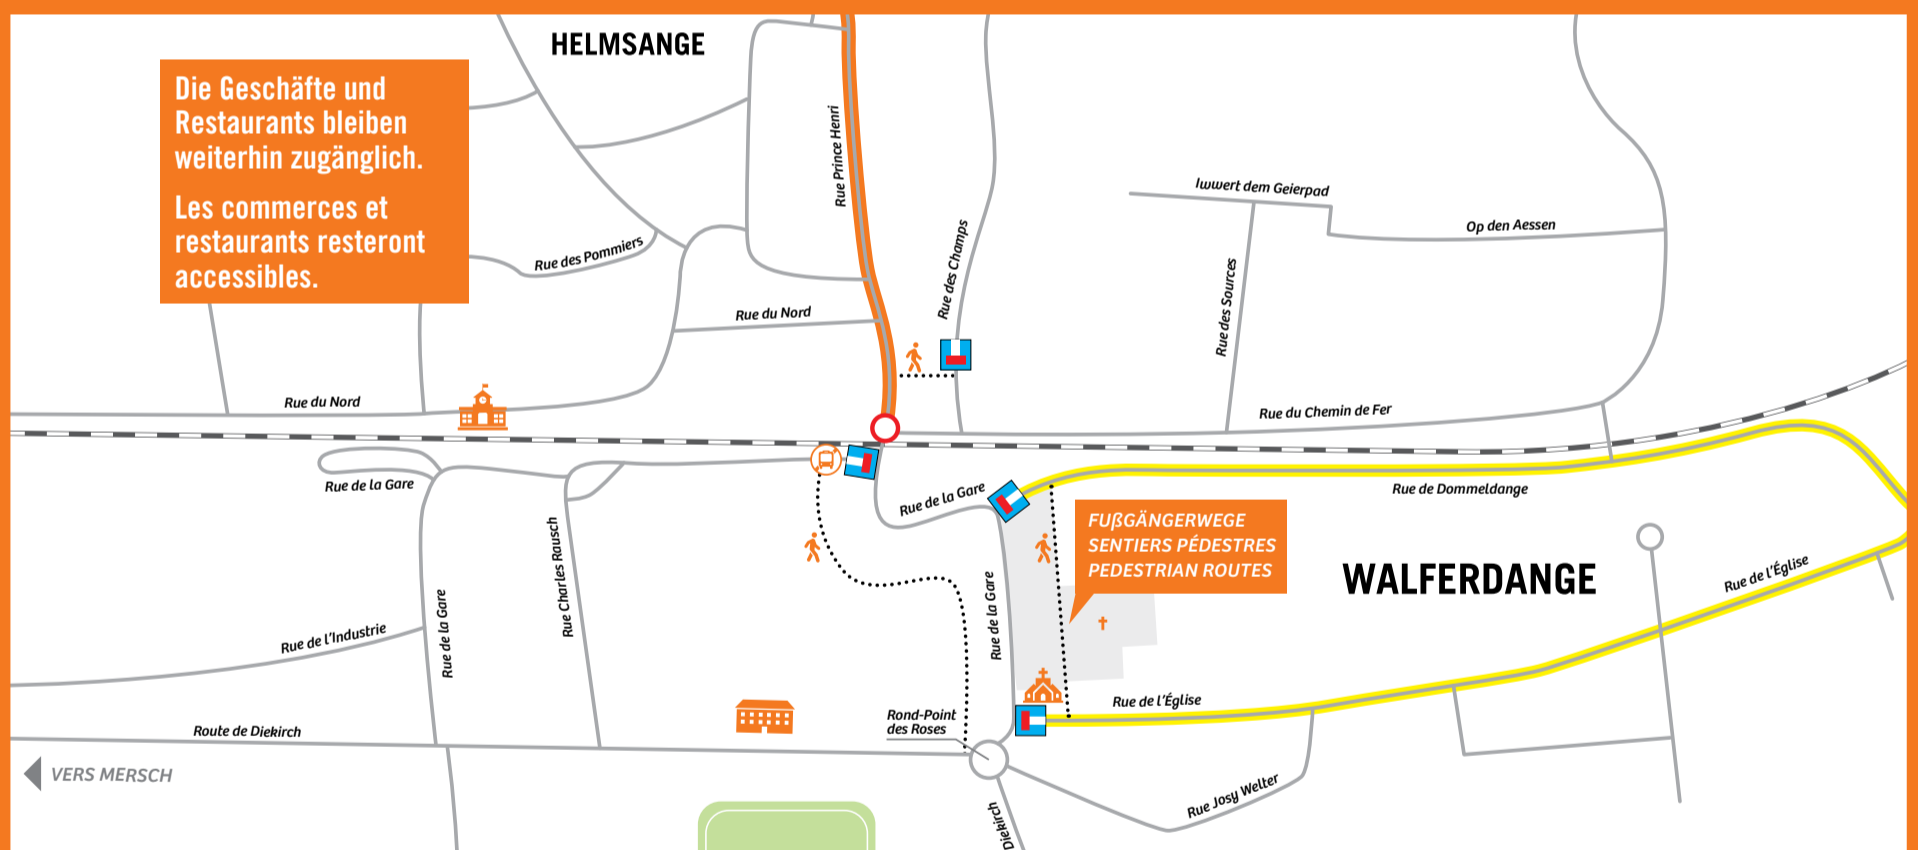 HELMSANGE
Die Geschäfte und
Restaurants bleiben
weiterhin zugänglich.
Les commerces et
restaurants resteront
accessibles.
Rue Prince Henri
Iwwert dem Geierpad
Op den Aessen
Rue des Pommiers
Rue des Champs
Rue des Sources
Rue du Nord
Rue du Nord
Rue du Chemin de Fer
Rue de la Gare
Rue de la Gare
Rue de Dommeldange
Rue Charles Rausch
FUßGÄNGERWEGE
SENTIERS PÉDESTRES
PEDESTRIAN ROUTES
WALFERDANGE
Rue de l'Église
Rue de la Gare
Rue de la Gare
Rue de l'Industrie
Rue de l'Église
Rond-Point
des Roses
Route de Diekirch
VERS MERSCH
Rue Josy Welter
Diekirch